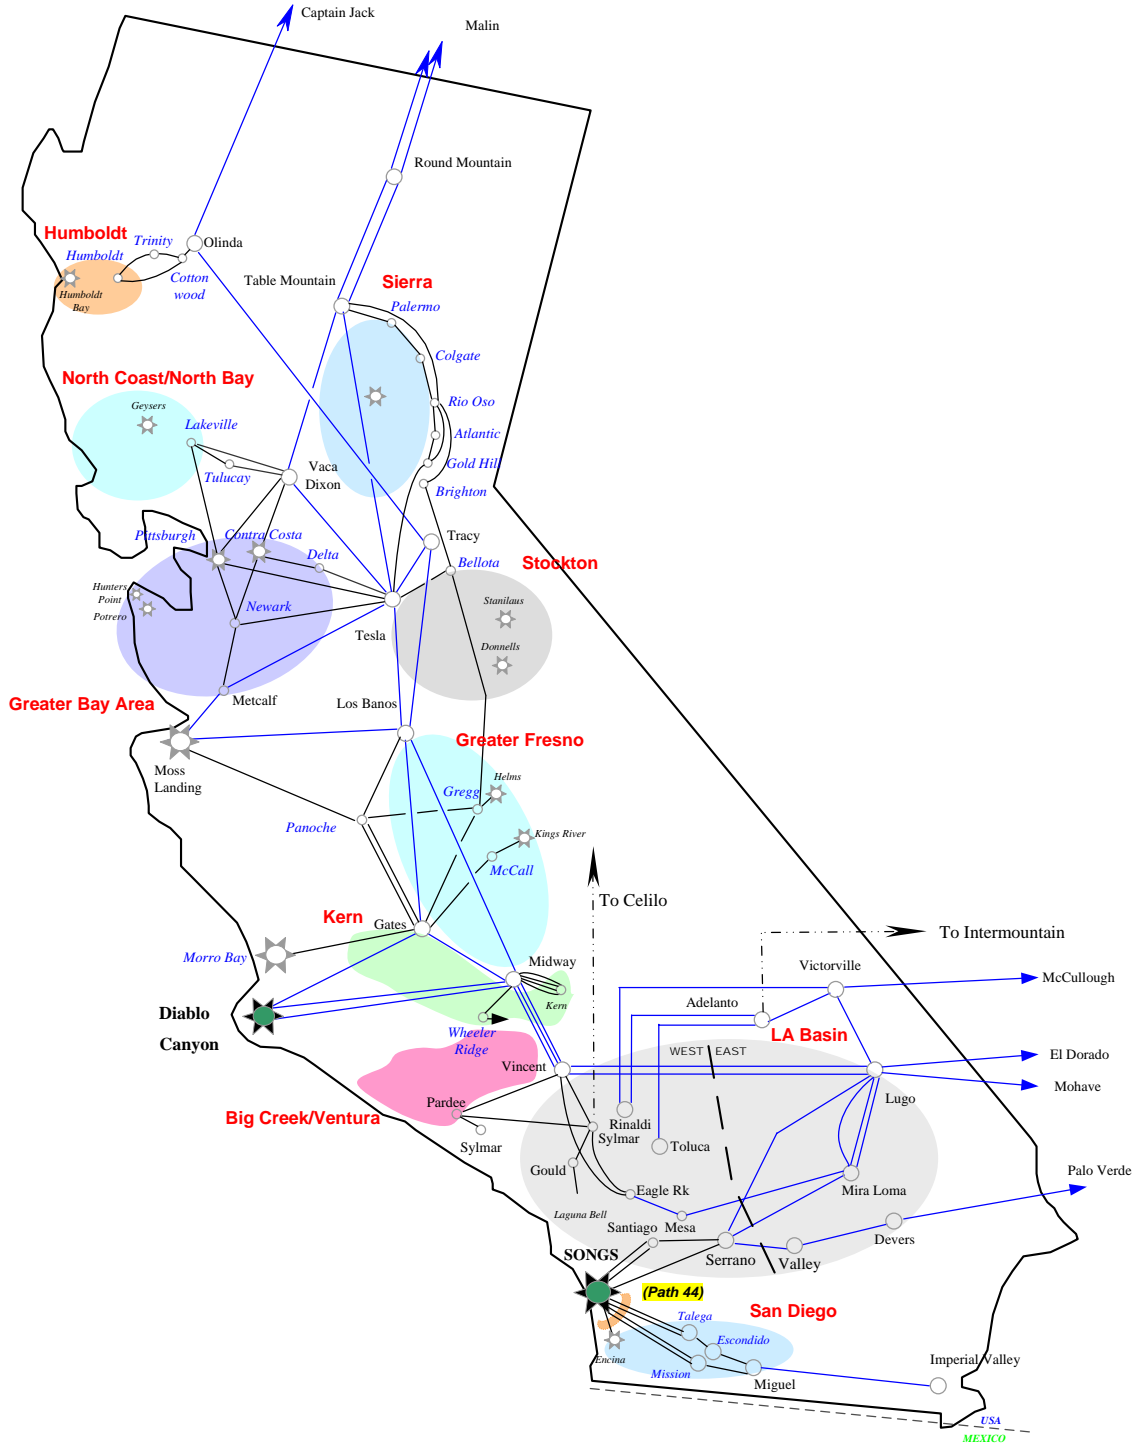 Captain Jack
Malin
Round Mountain
Humboldt
Trinity
Olinda
Humboldt
Cotton
wood
Humboldt
Bay
Table Mountain
Sierra
Palermo
Colgate
North Coast/North Bay
Geysers
Rio Oso
Lakeville
Atlantic
Tulucay
Vaca
Dixon
Gold Hill
Brighton
Pittsburgh
Contra Costa
Delta
Tracy
Bellota
Stockton
Hunters
Point
Potrero
Newark
Stanilaus
Tesla
Donnells
Greater Bay Area
Metcalf
Los Banos
Greater Fresno
Moss
Landing
Helms
Gregg
Panoche
Kings River
McCall
To Celilo
Kern
Gates
To Intermountain
Morro Bay
Midway
Victorville
McCullough
Kern
Adelanto
Diablo
Canyon
Wheeler
Ridge
LA Basin
WEST
EAST
El Dorado
Vincent
Mohave
Lugo
Pardee
Big Creek/Ventura
Rinaldi
Sylmar
Sylmar
Toluca
Gould
Palo Verde
Eagle Rk
Mira Loma
Laguna Bell
Santiago
Mesa
Devers
SONGS
Serrano
Valley
(Path 44)
San Diego
Talega
Escondido
Encina
Mission
Miguel
Imperial Valley
USA
MEXICO